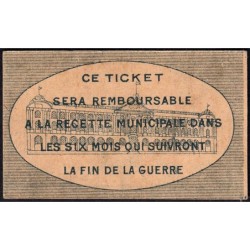 CE TICKET
SERA REMBOURSABLE
A LA RECETTE MUNICIPALE DANS
LES SIX MOIS QUI SUIVRONT
LA FIN DE LA GUERRE